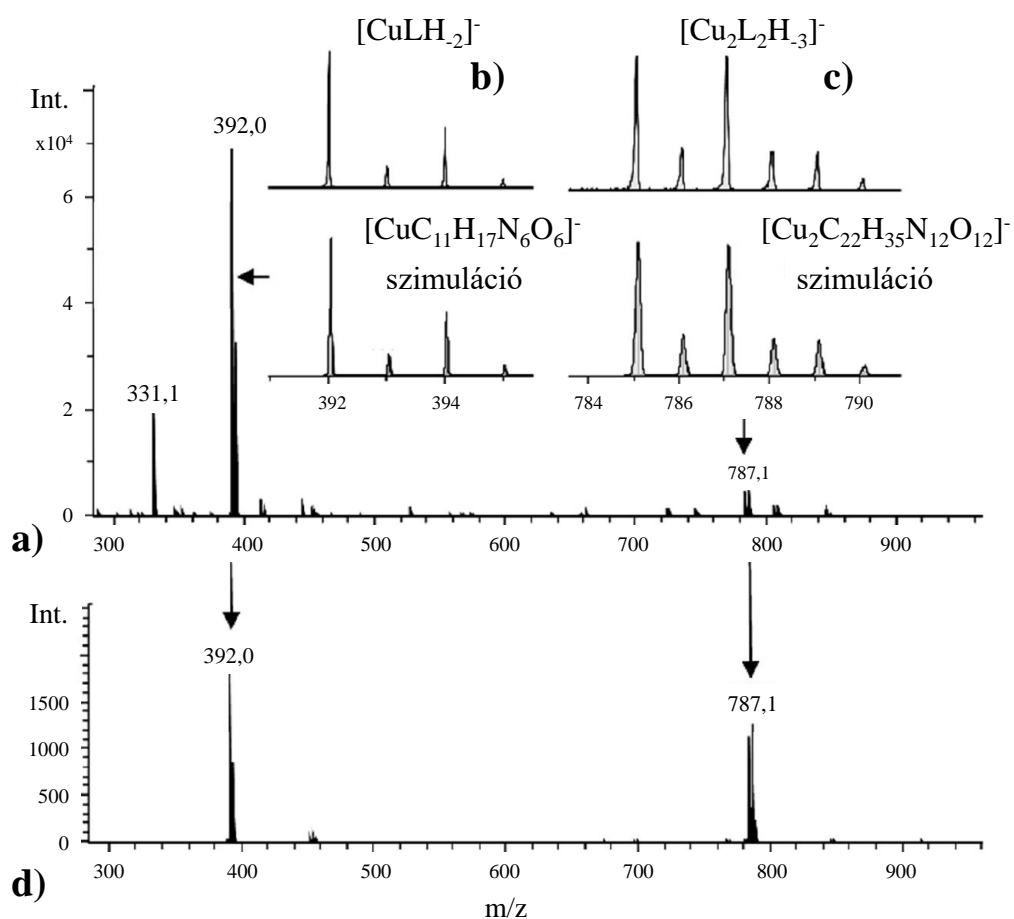 [CuLH-2]-
[Cu2L2H-3]-
b)
c)
Int.
x10⁴
392,0
6
[CuC11H17N6O6]-
szimuláció
[Cu2C22H35N12O12]-
szimuláció
4
331,1
392
394
784
786
788
790
2
787,1
0
a)
300
400
500
600
700
800
900
Int.
392,0
787,1
1500
1000
500
0
d)
300
400
500
600
700
800
900
m/z